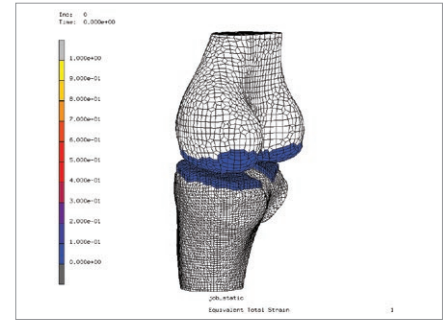 Inc: 0
Time: 0.000e+00
1.000e+00
9.000e-01
8.000e-01
7.000e-01
6.000e-01
5.000e-01
4.000e-01
3.000e-01
2.000e-01
1.000e-01
0.000e+00
job_static
Equivalent Total Strain 1